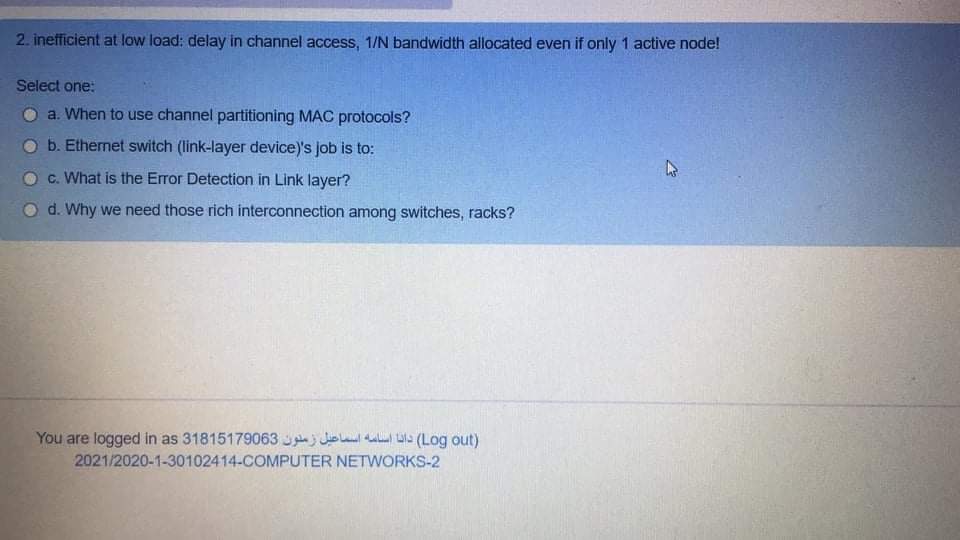 2. inefficient at low load: delay in channel access, 1/N bandwidth allocated even if only 1 active node!
Select one:
a. When to use channel partitioning MAC protocols?
b. Ethernet switch (link-layer device)'s job is to:
c. What is the Error Detection in Link layer?
d. Why we need those rich interconnection among switches, racks?
You are logged in as 31815179063 دانا اسامه اسماعيل زمنون (Log out)
2021/2020-1-30102414-COMPUTER NETWORKS-2